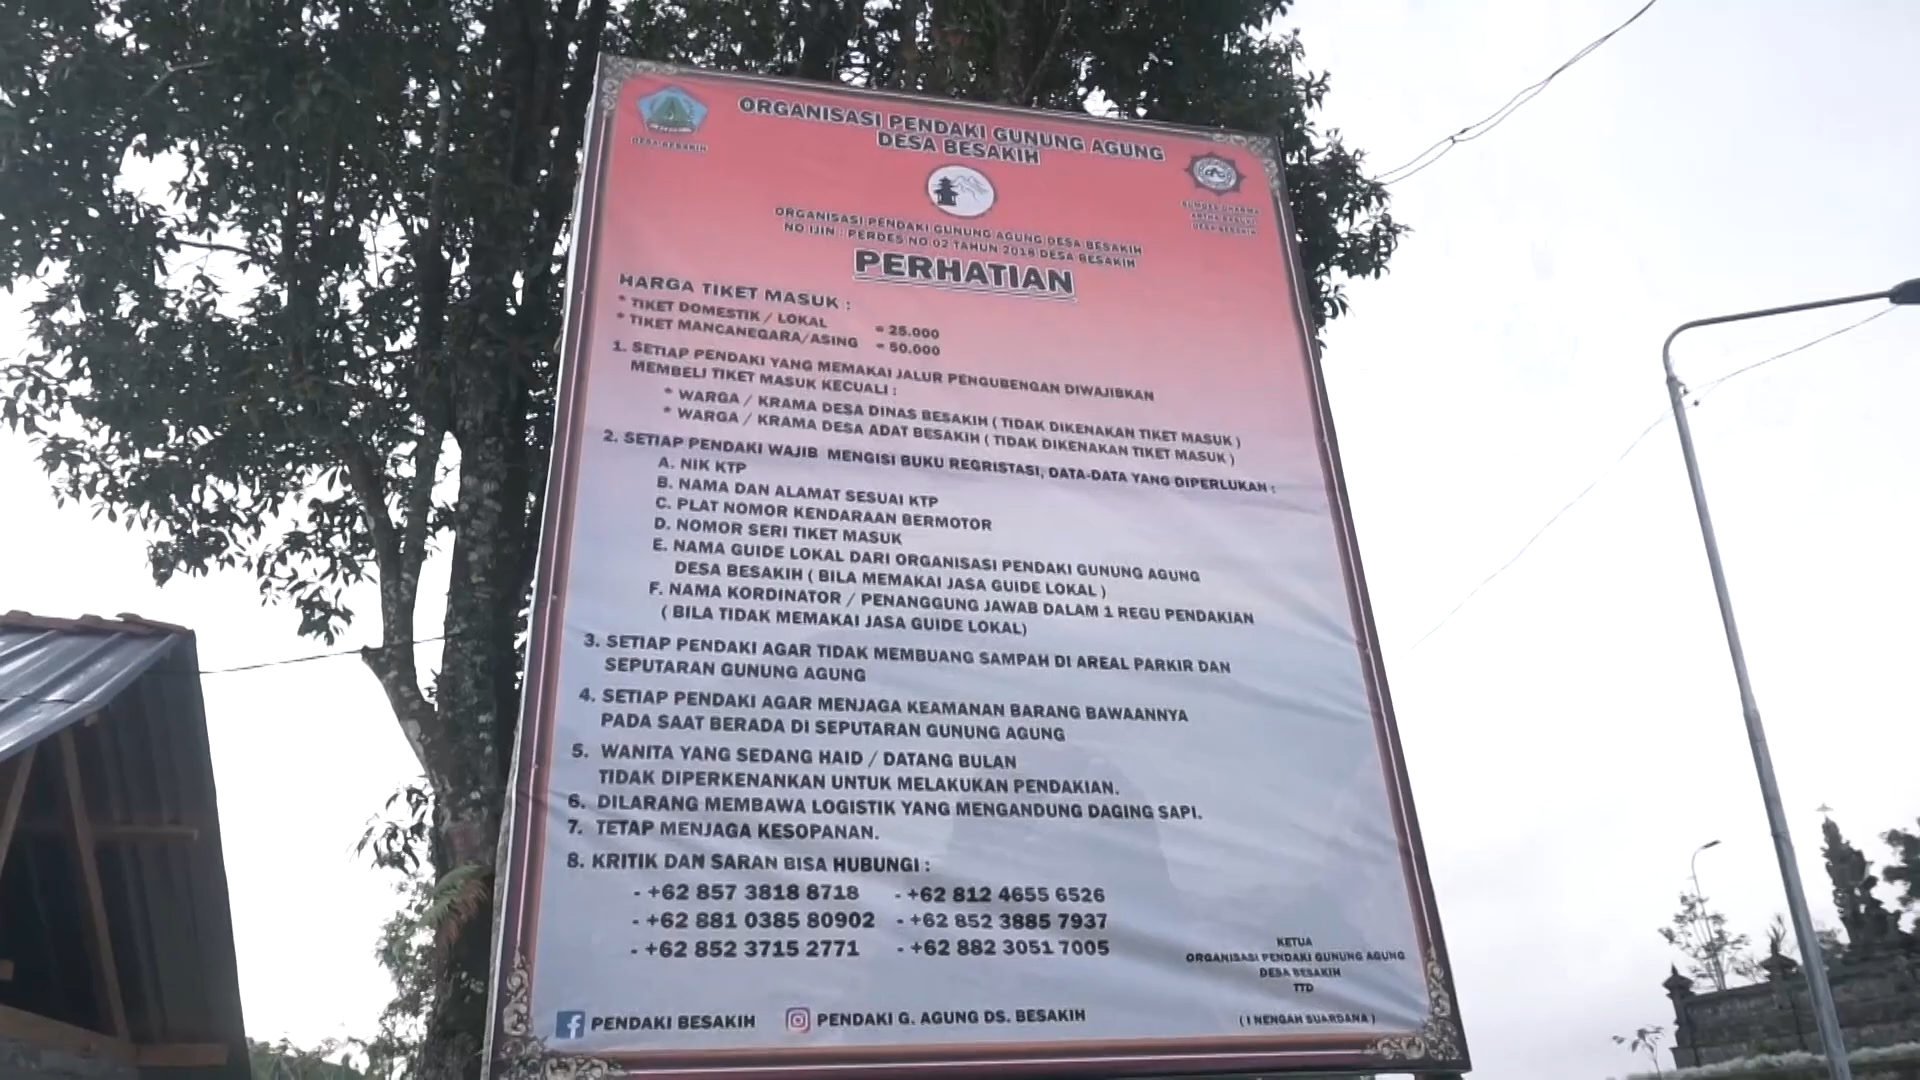 ORGANISASI PENDAKI GUNUNG AGUNG
DESA BESAKIH
DESA BESAKIH
SUMBER DHARMA
DESA BESAKIH
ORGANISASI PENDAKI GUNUNG AGUNG DESA BESAKIH
NO IJIN : PERDES NO 02 TAHUN 2018 DESA BESAKIH
PERHATIAN
HARGA TIKET MASUK :
* TIKET DOMESTIK / LOKAL = 25.000
* TIKET MANCANEGARA/ASING = 50.000
1. SETIAP PENDAKI YANG MEMAKAI JALUR PENGUBENGAN DIWAJIBKAN
MEMBELI TIKET MASUK KECUALI :
* WARGA / KRAMA DESA DINAS BESAKIH ( TIDAK DIKENAKAN TIKET MASUK )
* WARGA / KRAMA DESA ADAT BESAKIH ( TIDAK DIKENAKAN TIKET MASUK )
2. SETIAP PENDAKI WAJIB MENGISI BUKU REGRISTASI, DATA-DATA YANG DIPERLUKAN :
A. NIK KTP
B. NAMA DAN ALAMAT SESUAI KTP
C. PLAT NOMOR KENDARAAN BERMOTOR
D. NOMOR SERI TIKET MASUK
E. NAMA GUIDE LOKAL DARI ORGANISASI PENDAKI GUNUNG AGUNG
DESA BESAKIH ( BILA MEMAKAI JASA GUIDE LOKAL )
F. NAMA KORDINATOR / PENANGGUNG JAWAB DALAM 1 REGU PENDAKIAN
( BILA TIDAK MEMAKAI JASA GUIDE LOKAL)
3. SETIAP PENDAKI AGAR TIDAK MEMBUANG SAMPAH DI AREAL PARKIR DAN
SEPUTARAN GUNUNG AGUNG
4. SETIAP PENDAKI AGAR MENJAGA KEAMANAN BARANG BAWAANNYA
PADA SAAT BERADA DI SEPUTARAN GUNUNG AGUNG
5. WANITA YANG SEDANG HAID / DATANG BULAN
TIDAK DIPERKENANKAN UNTUK MELAKUKAN PENDAKIAN.
6. DILARANG MEMBAWA LOGISTIK YANG MENGANDUNG DAGING SAPI.
7. TETAP MENJAGA KESOPANAN.
8. KRITIK DAN SARAN BISA HUBUNGI :
- +62 857 3818 8718 - +62 812 4655 6526
- +62 881 0385 80902 - +62 852 3885 7937
- +62 852 3715 2771 - +62 882 3051 7005
KETUA
ORGANISASI PENDAKI GUNUNG AGUNG
DESA BESAKIH
TTD
( I NENGAH SUARDANA )
PENDAKI BESAKIH PENDAKI G. AGUNG DS. BESAKIH